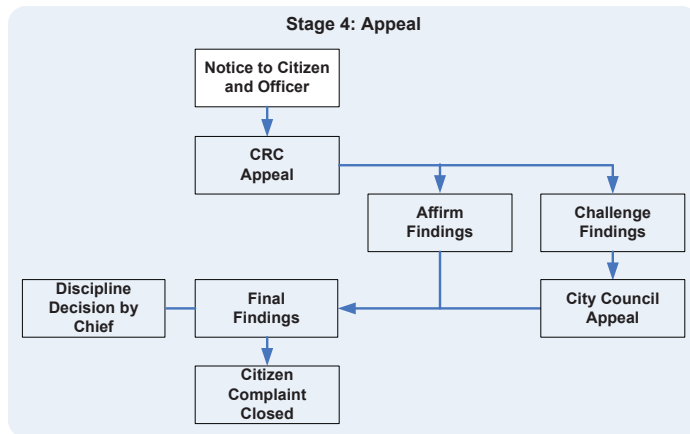 Stage 4: Appeal
Notice to Citizen
and Officer
CRC
Appeal
Affirm
Findings
Challenge
Findings
Discipline
Decision by
Chief
Final
Findings
City Council
Appeal
Citizen
Complaint
Closed